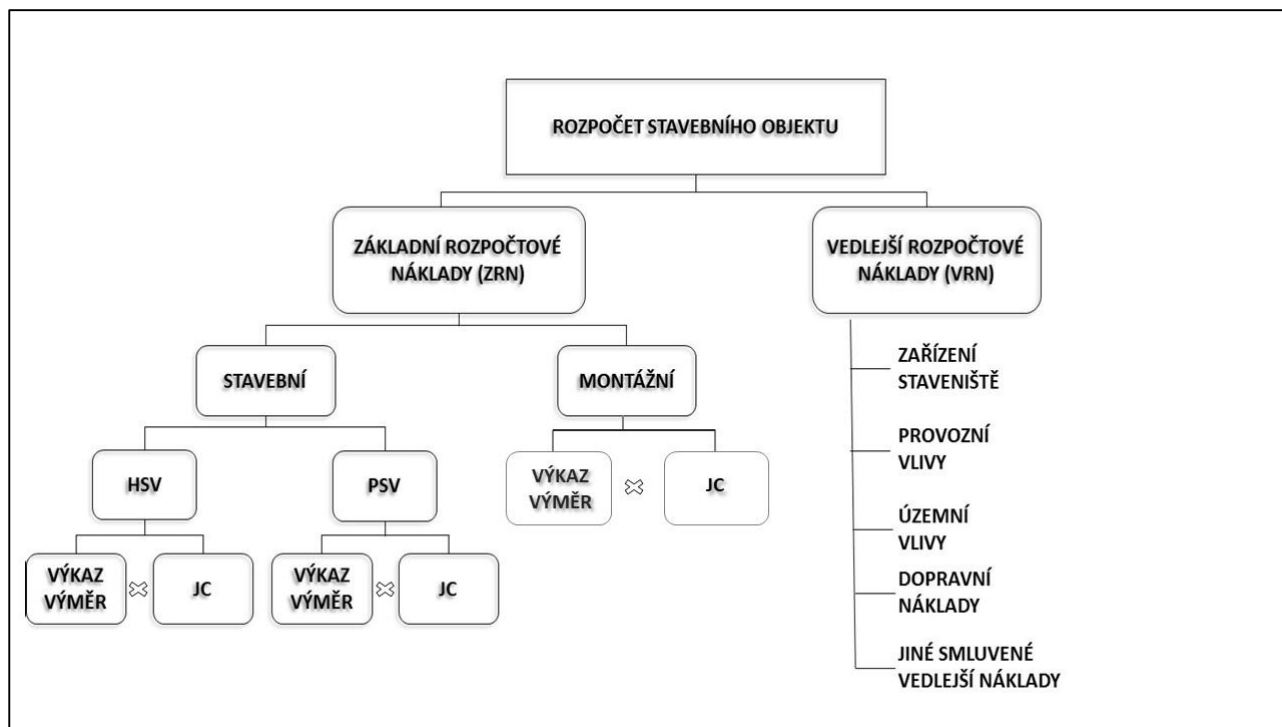 ROZPOČET STAVEBNÍHO OBJEKTU
ZÁKLADNÍ ROZPOČTOVÉ
NÁKLADY (ZRN)
VEDLEJŠÍ ROZPOČTOVÉ
NÁKLADY (VRN)
STAVEBNÍ
MONTÁŽNÍ
HSV
PSV
VÝKAZ
VÝMĚR
JC
VÝKAZ
VÝMĚR
JC
VÝKAZ
VÝMĚR
JC
ZAŘÍZENÍ
STAVENIŠTĚ
PROVOZNÍ
VLIVY
ÚZEMNÍ
VLIVY
DOPRAVNÍ
NÁKLADY
JINÉ SMLUVENÉ
VEDLEJŠÍ NÁKLADY